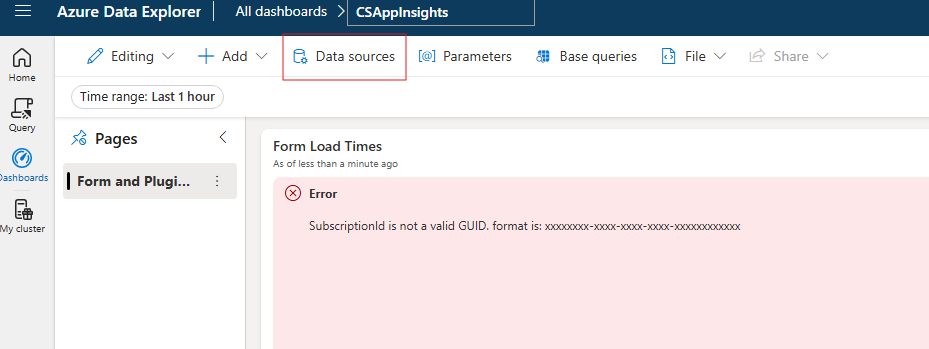 Azure Data Explorer All dashboards CSAppInsights
Home
Query
Dashboards
My cluster
Editing Add Data sources Parameters Base queries File Share
Time range: Last 1 hour
Pages
Form and Plugi...
Form Load Times
As of less than a minute ago
Error
SubscriptionId is not a valid GUID. format is: xxxxxxxx-xxxx-xxxx-xxxx-xxxxxxxxxxxx